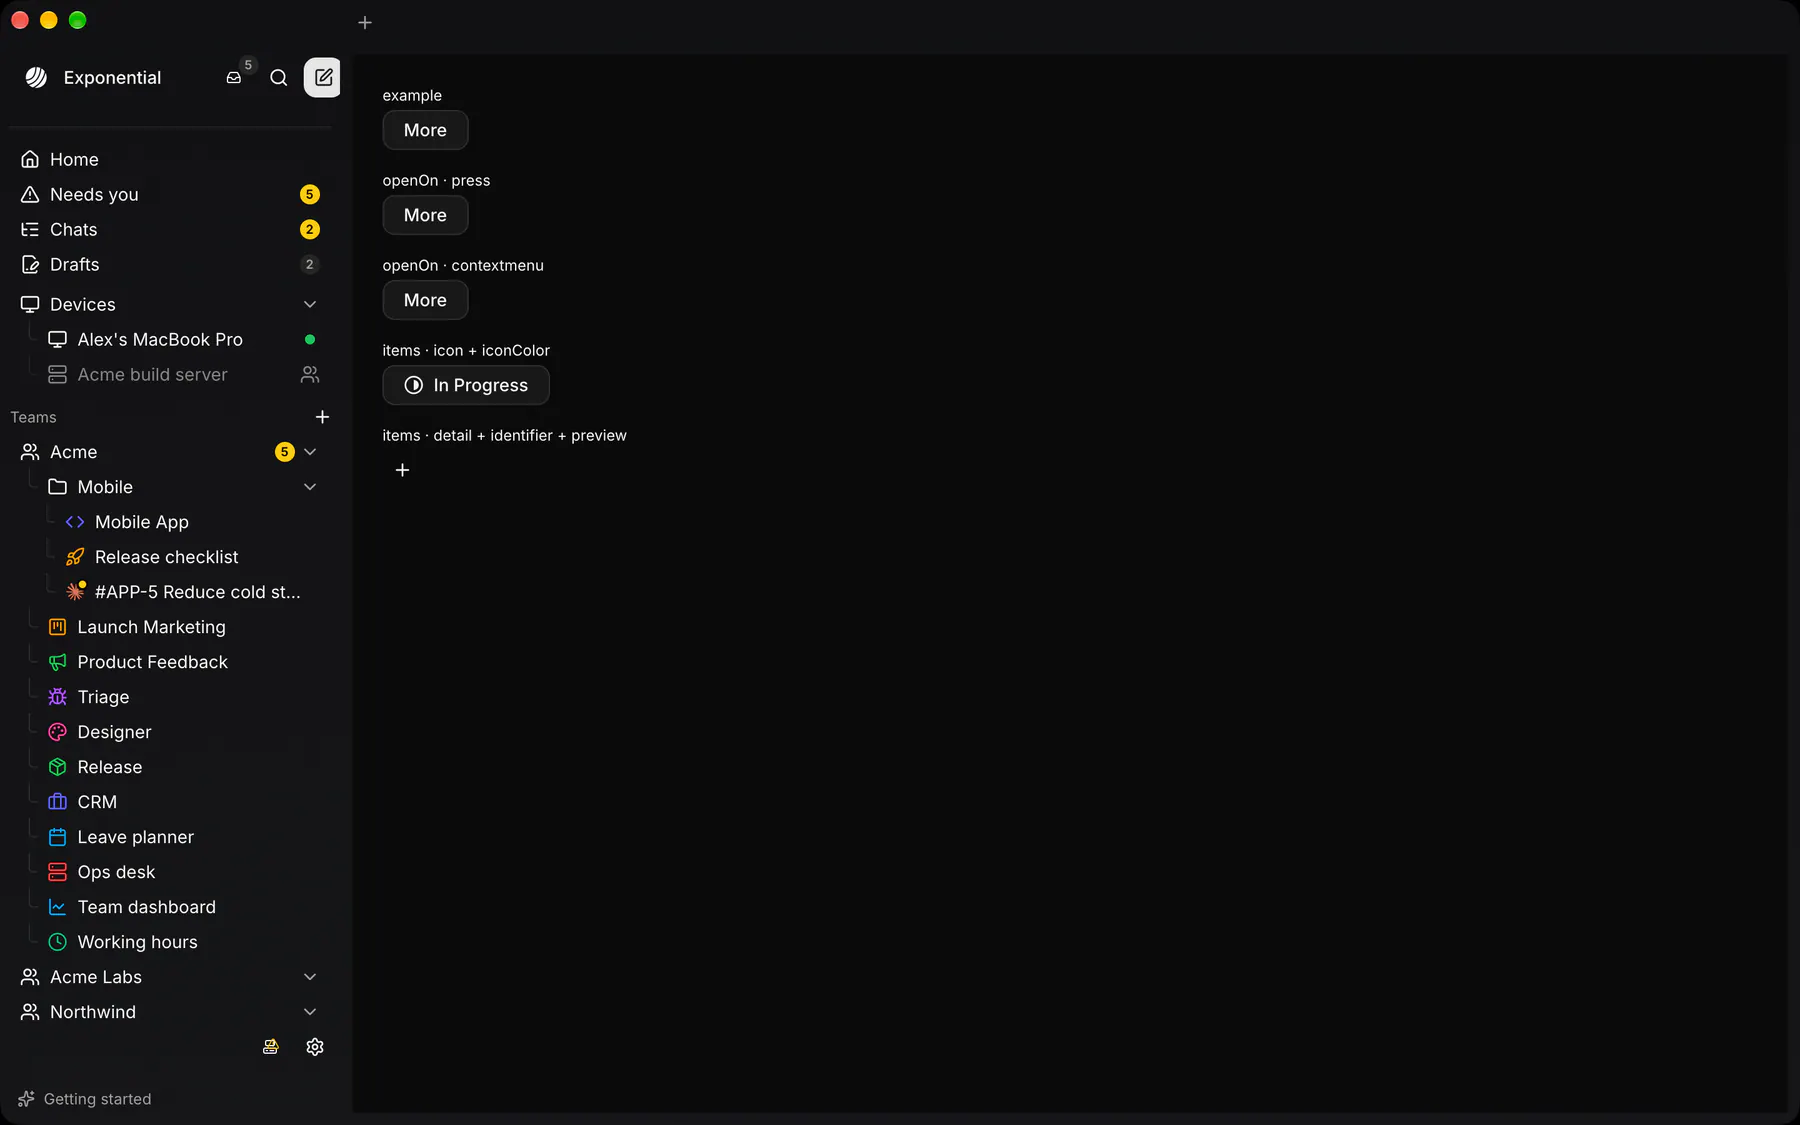 Exponential
5
Home
Needs you
5
Chats
2
Drafts
2
Devices
Alex's MacBook Pro
Acme build server
Teams
Acme
5
Mobile
Mobile App
Release checklist
#APP-5 Reduce cold st...
Launch Marketing
Product Feedback
Triage
Designer
Release
CRM
Leave planner
Ops desk
Team dashboard
Working hours
Acme Labs
Northwind
Getting started
example
More
openOn · press
More
openOn · contextmenu
More
items · icon + iconColor
In Progress
items · detail + identifier + preview